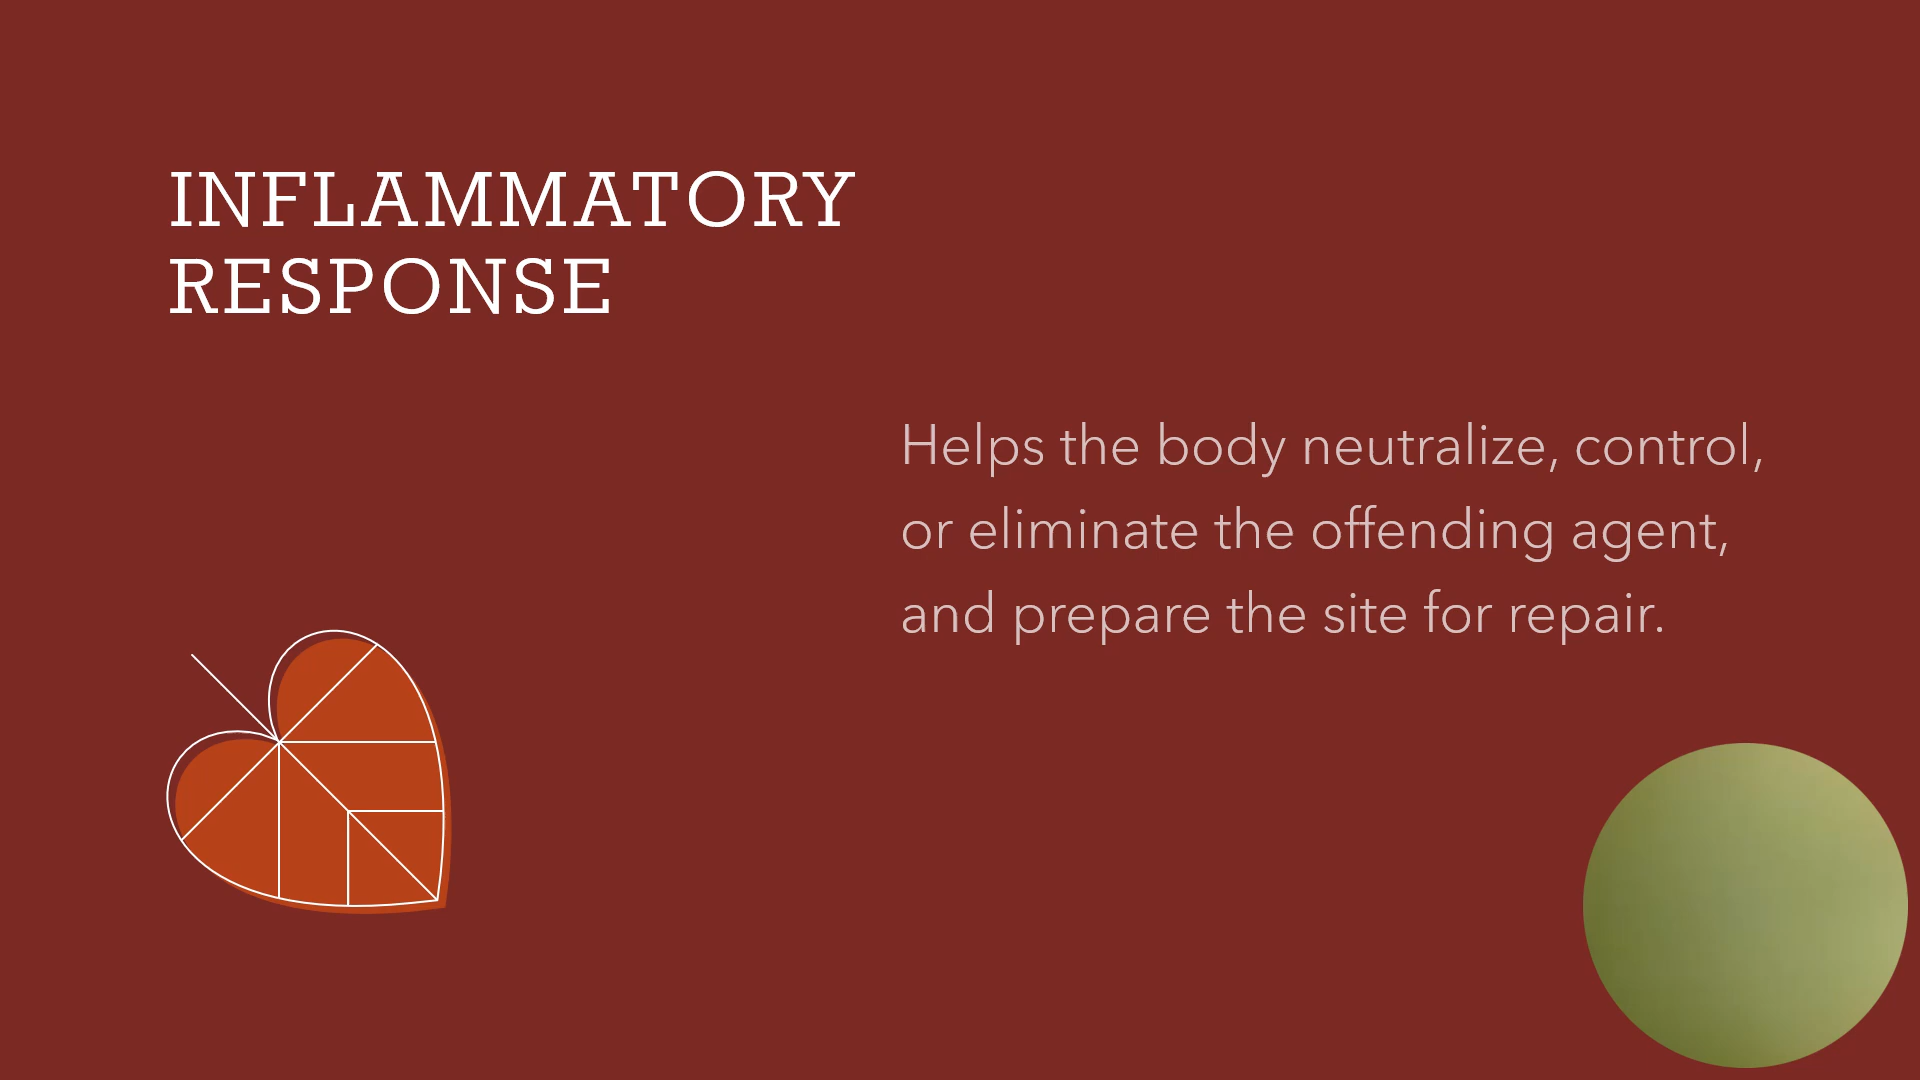 INFLAMMATORY
RESPONSE
Helps the body neutralize, control,
or eliminate the offending agent,
and prepare the site for repair.